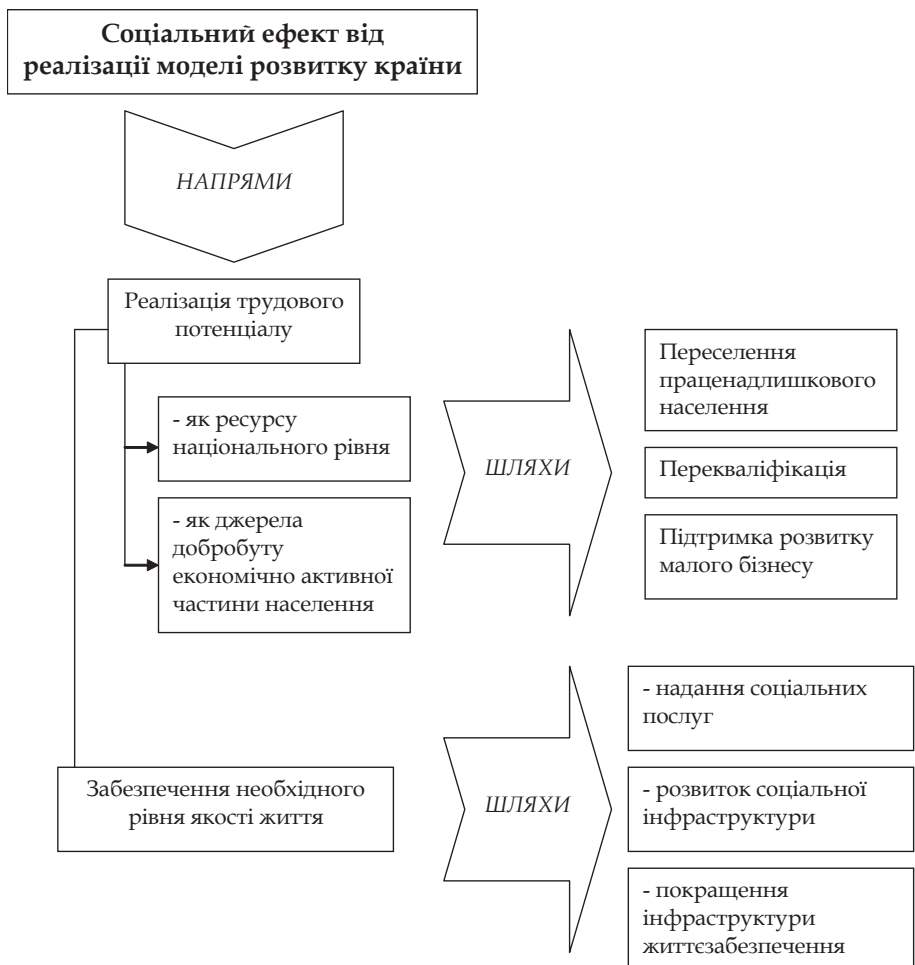 Соціальний ефект від
реалізації моделі розвитку країни
НАПРЯМИ
Реалізація трудового
потенціалу
- як ресурсу
національного рівня
- як джерела
добробуту
економічно активної
частини населення
ШЛЯХИ
Переселення
праценадлишкового
населення
Перекваліфікація
Підтримка розвитку
малого бізнесу
Забезпечення необхідного
рівня якості життя
ШЛЯХИ
- надання соціальних
послуг
- розвиток соціальної
інфраструктури
- покращення
інфраструктури
життєзабезпечення